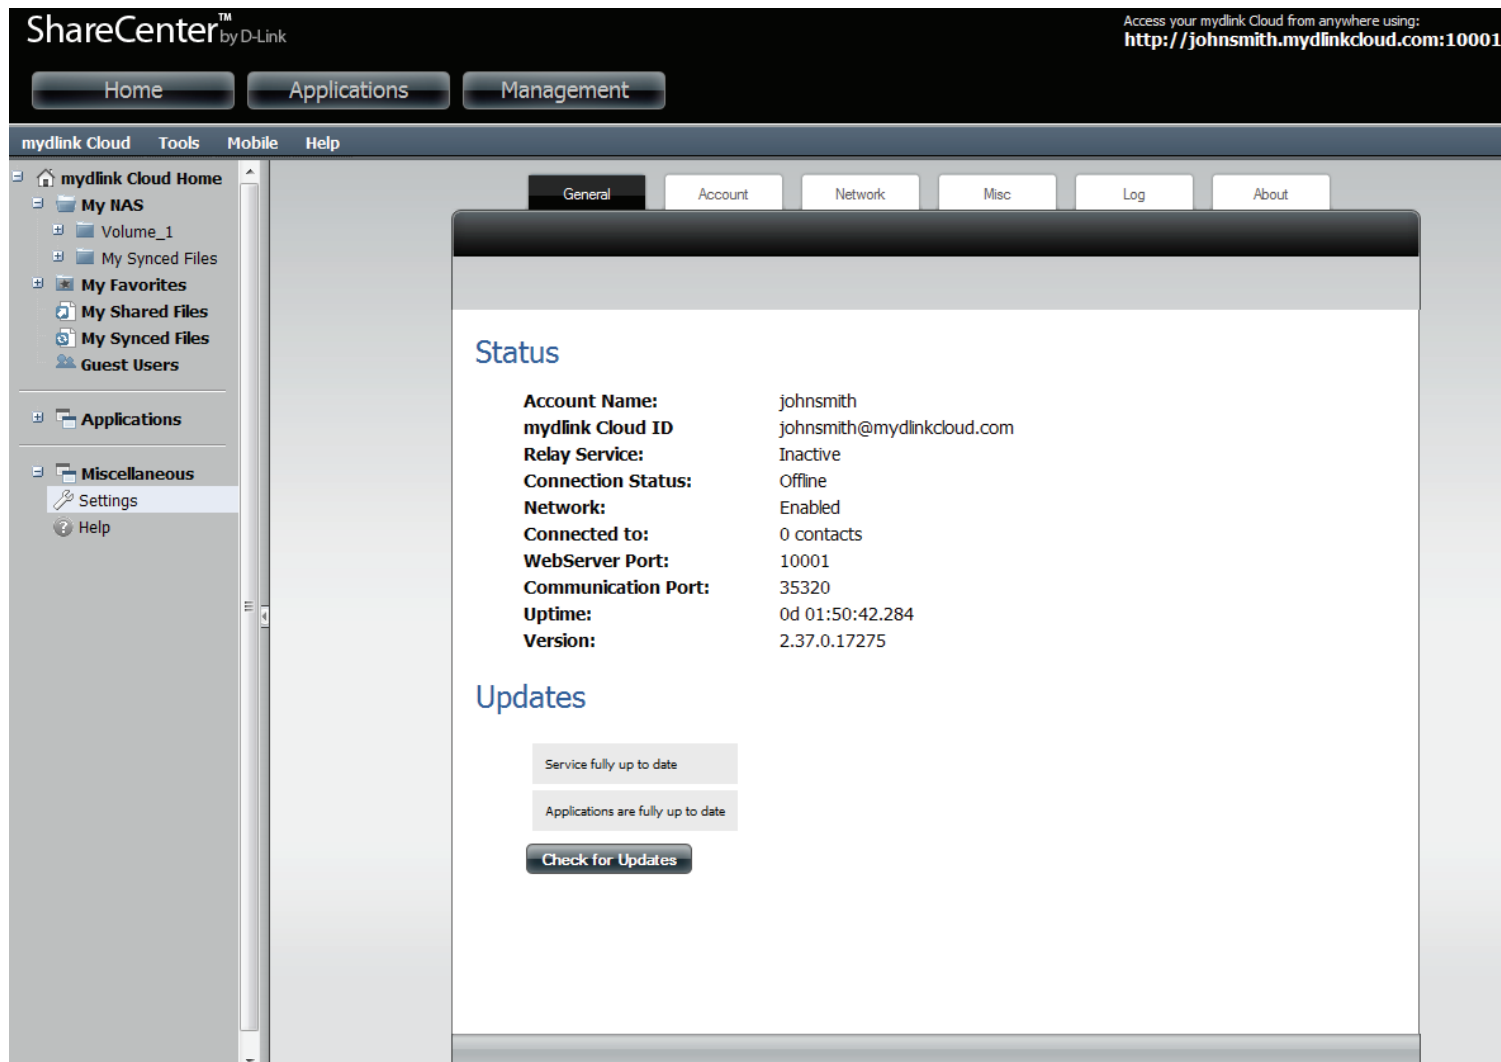 ShareCenter™ by D-Link
Access your mydlink Cloud from anywhere using:
http://johnsmith.mydlinkcloud.com:10001
Home Applications Management
mydlink Cloud Tools Mobile Help
mydlink Cloud Home
My NAS
Volume_1
My Synced Files
My Favorites
My Shared Files
My Synced Files
Guest Users
Applications
Miscellaneous
Settings
Help
General Account Network Misc Log About
Status
Account Name: johnsmith
mydlink Cloud ID johnsmith@mydlinkcloud.com
Relay Service: Inactive
Connection Status: Offline
Network: Enabled
Connected to: 0 contacts
WebServer Port: 10001
Communication Port: 35320
Uptime: 0d 01:50:42.284
Version: 2.37.0.17275
Updates
Service fully up to date
Applications are fully up to date
Check for Updates